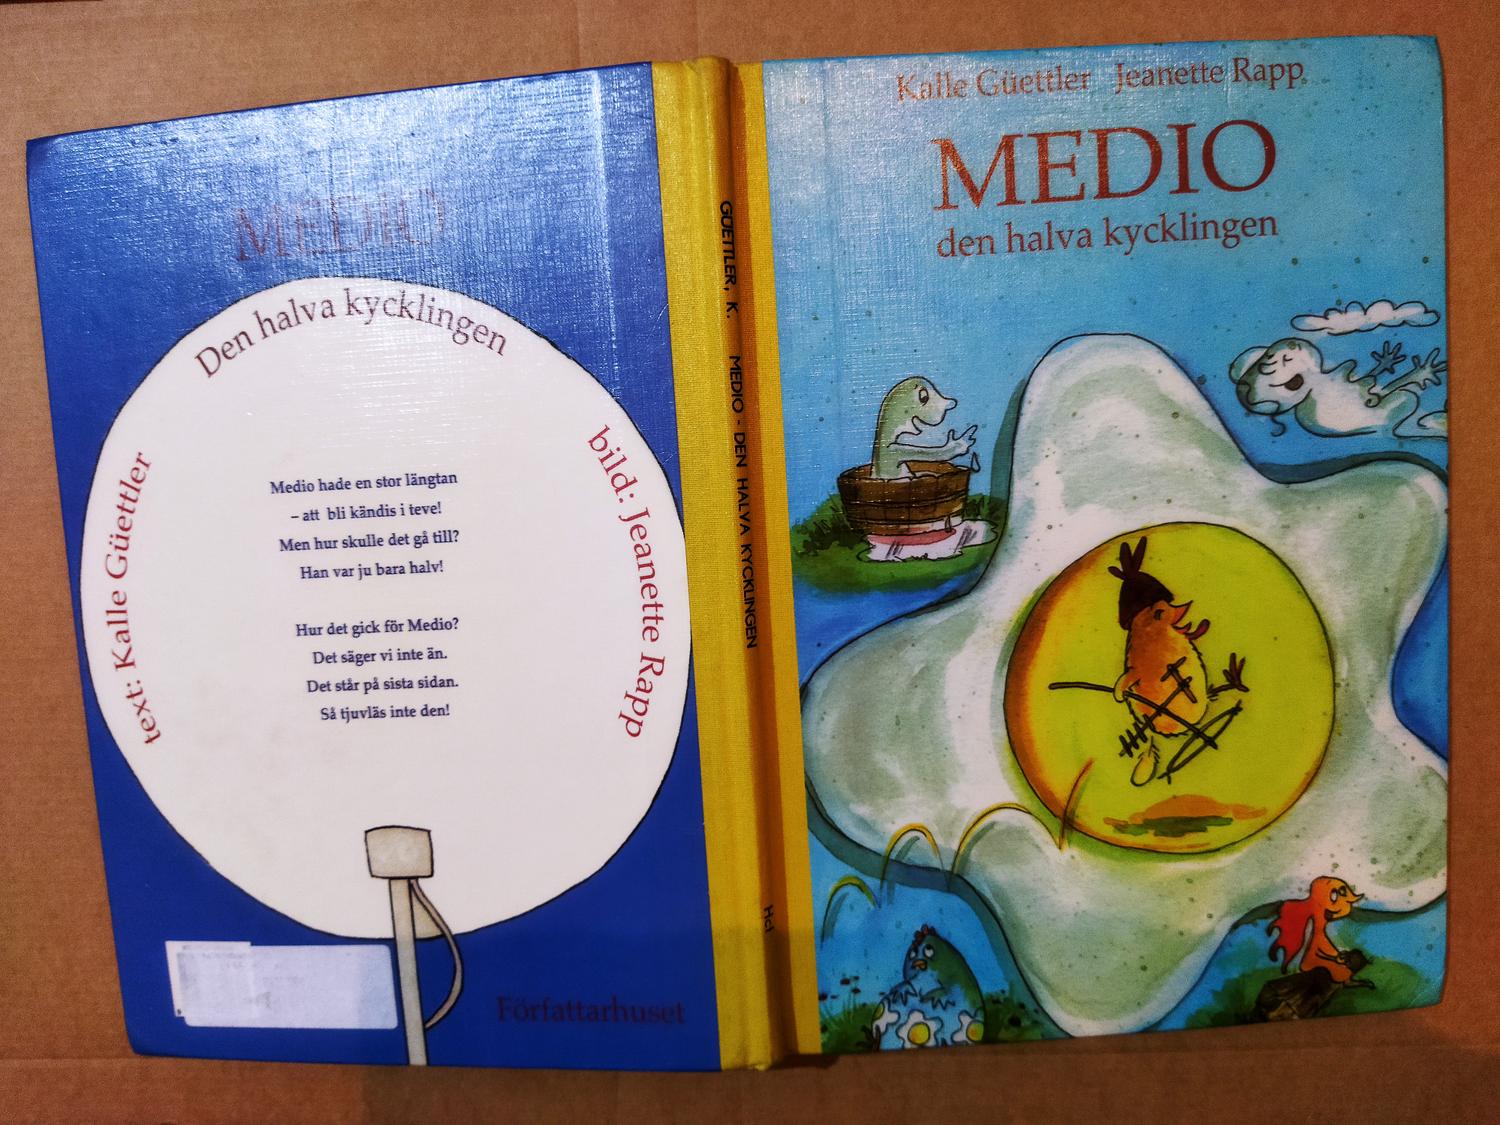 MEDIO
Den halva kycklingen
text: Kalle Güettler
bild: Jeanette Rapp
Medio hade en stor längtan
– att bli kändis i teve!
Men hur skulle det gå till?
Han var ju bara halv!
Hur det gick för Medio?
Det säger vi inte än.
Det står på sista sidan.
Så tjuvläs inte den!
Författarhuset
GÜETTLER, K. MEDIO - DEN HALVA KYCKLINGEN
Hcf
Kalle Güettler Jeanette Rapp
MEDIO
den halva kycklingen